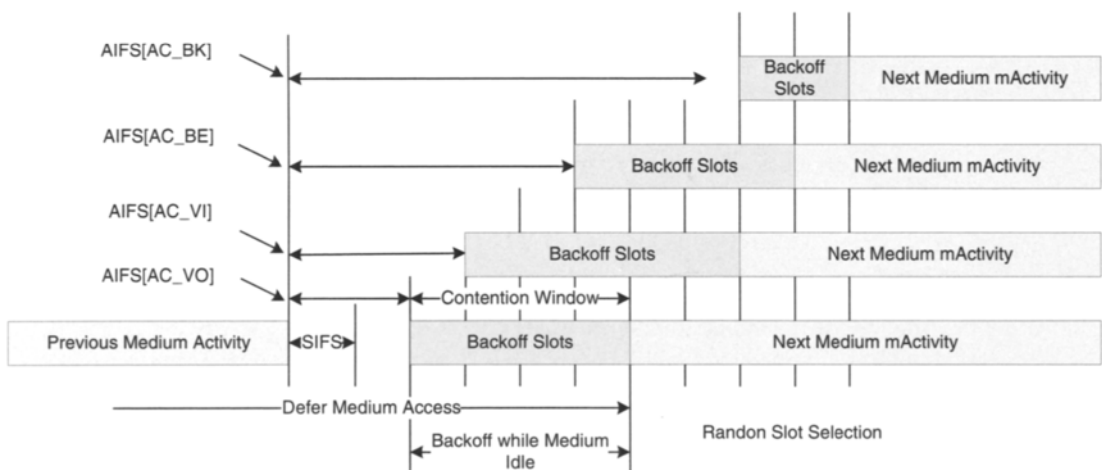 AIFS[AC_BK]
Backoff
Slots
Next Medium mActivity
AIFS[AC_BE]
Backoff Slots
Next Medium mActivity
AIFS[AC_VI]
Backoff Slots
Next Medium mActivity
AIFS[AC_VO]
Contention Window
Previous Medium Activity
SIFS
Backoff Slots
Next Medium mActivity
Defer Medium Access
Backoff while Medium
Idle
Randon Slot Selection